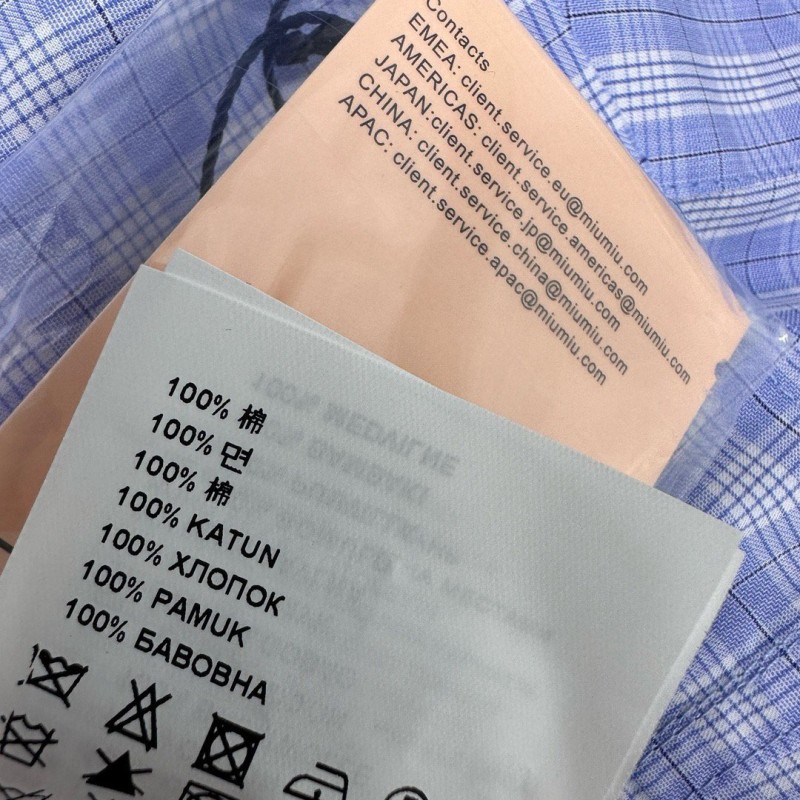 Contacts
EMEA: client.service.eu@miumiu.com
AMERICAS: client.service.americas@miumiu.com
JAPAN:client.service.jp@miumiu.com
CHINA: client.service.china@miumiu.com
APAC: client.service.apac@miumiu.com
100% 棉
100% 면
100% 棉
100% KATUN
100% ХЛОПОК
100% PAMUK
100% БАВОВНА